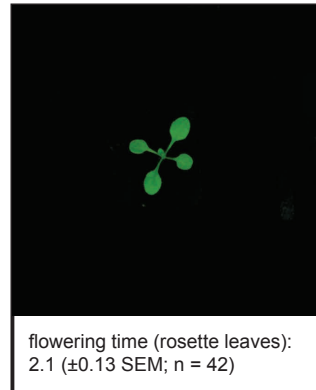 flowering time (rosette leaves):
2.1 (±0.13 SEM; n = 42)